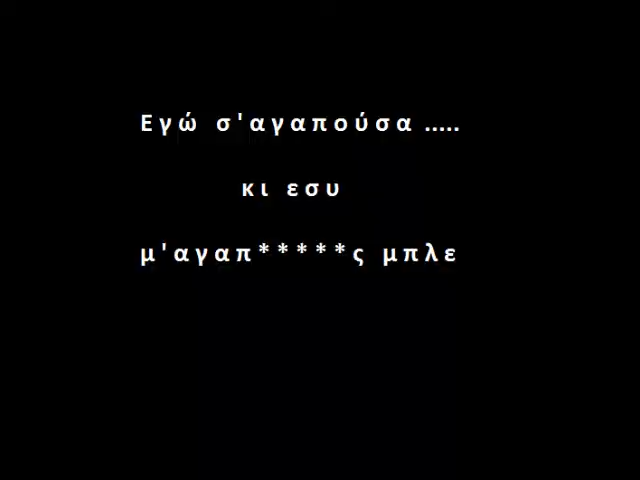 Εγώ σ'αγαπούσα .....
κι εσυ
μ'αγαπ*****ς μπλε